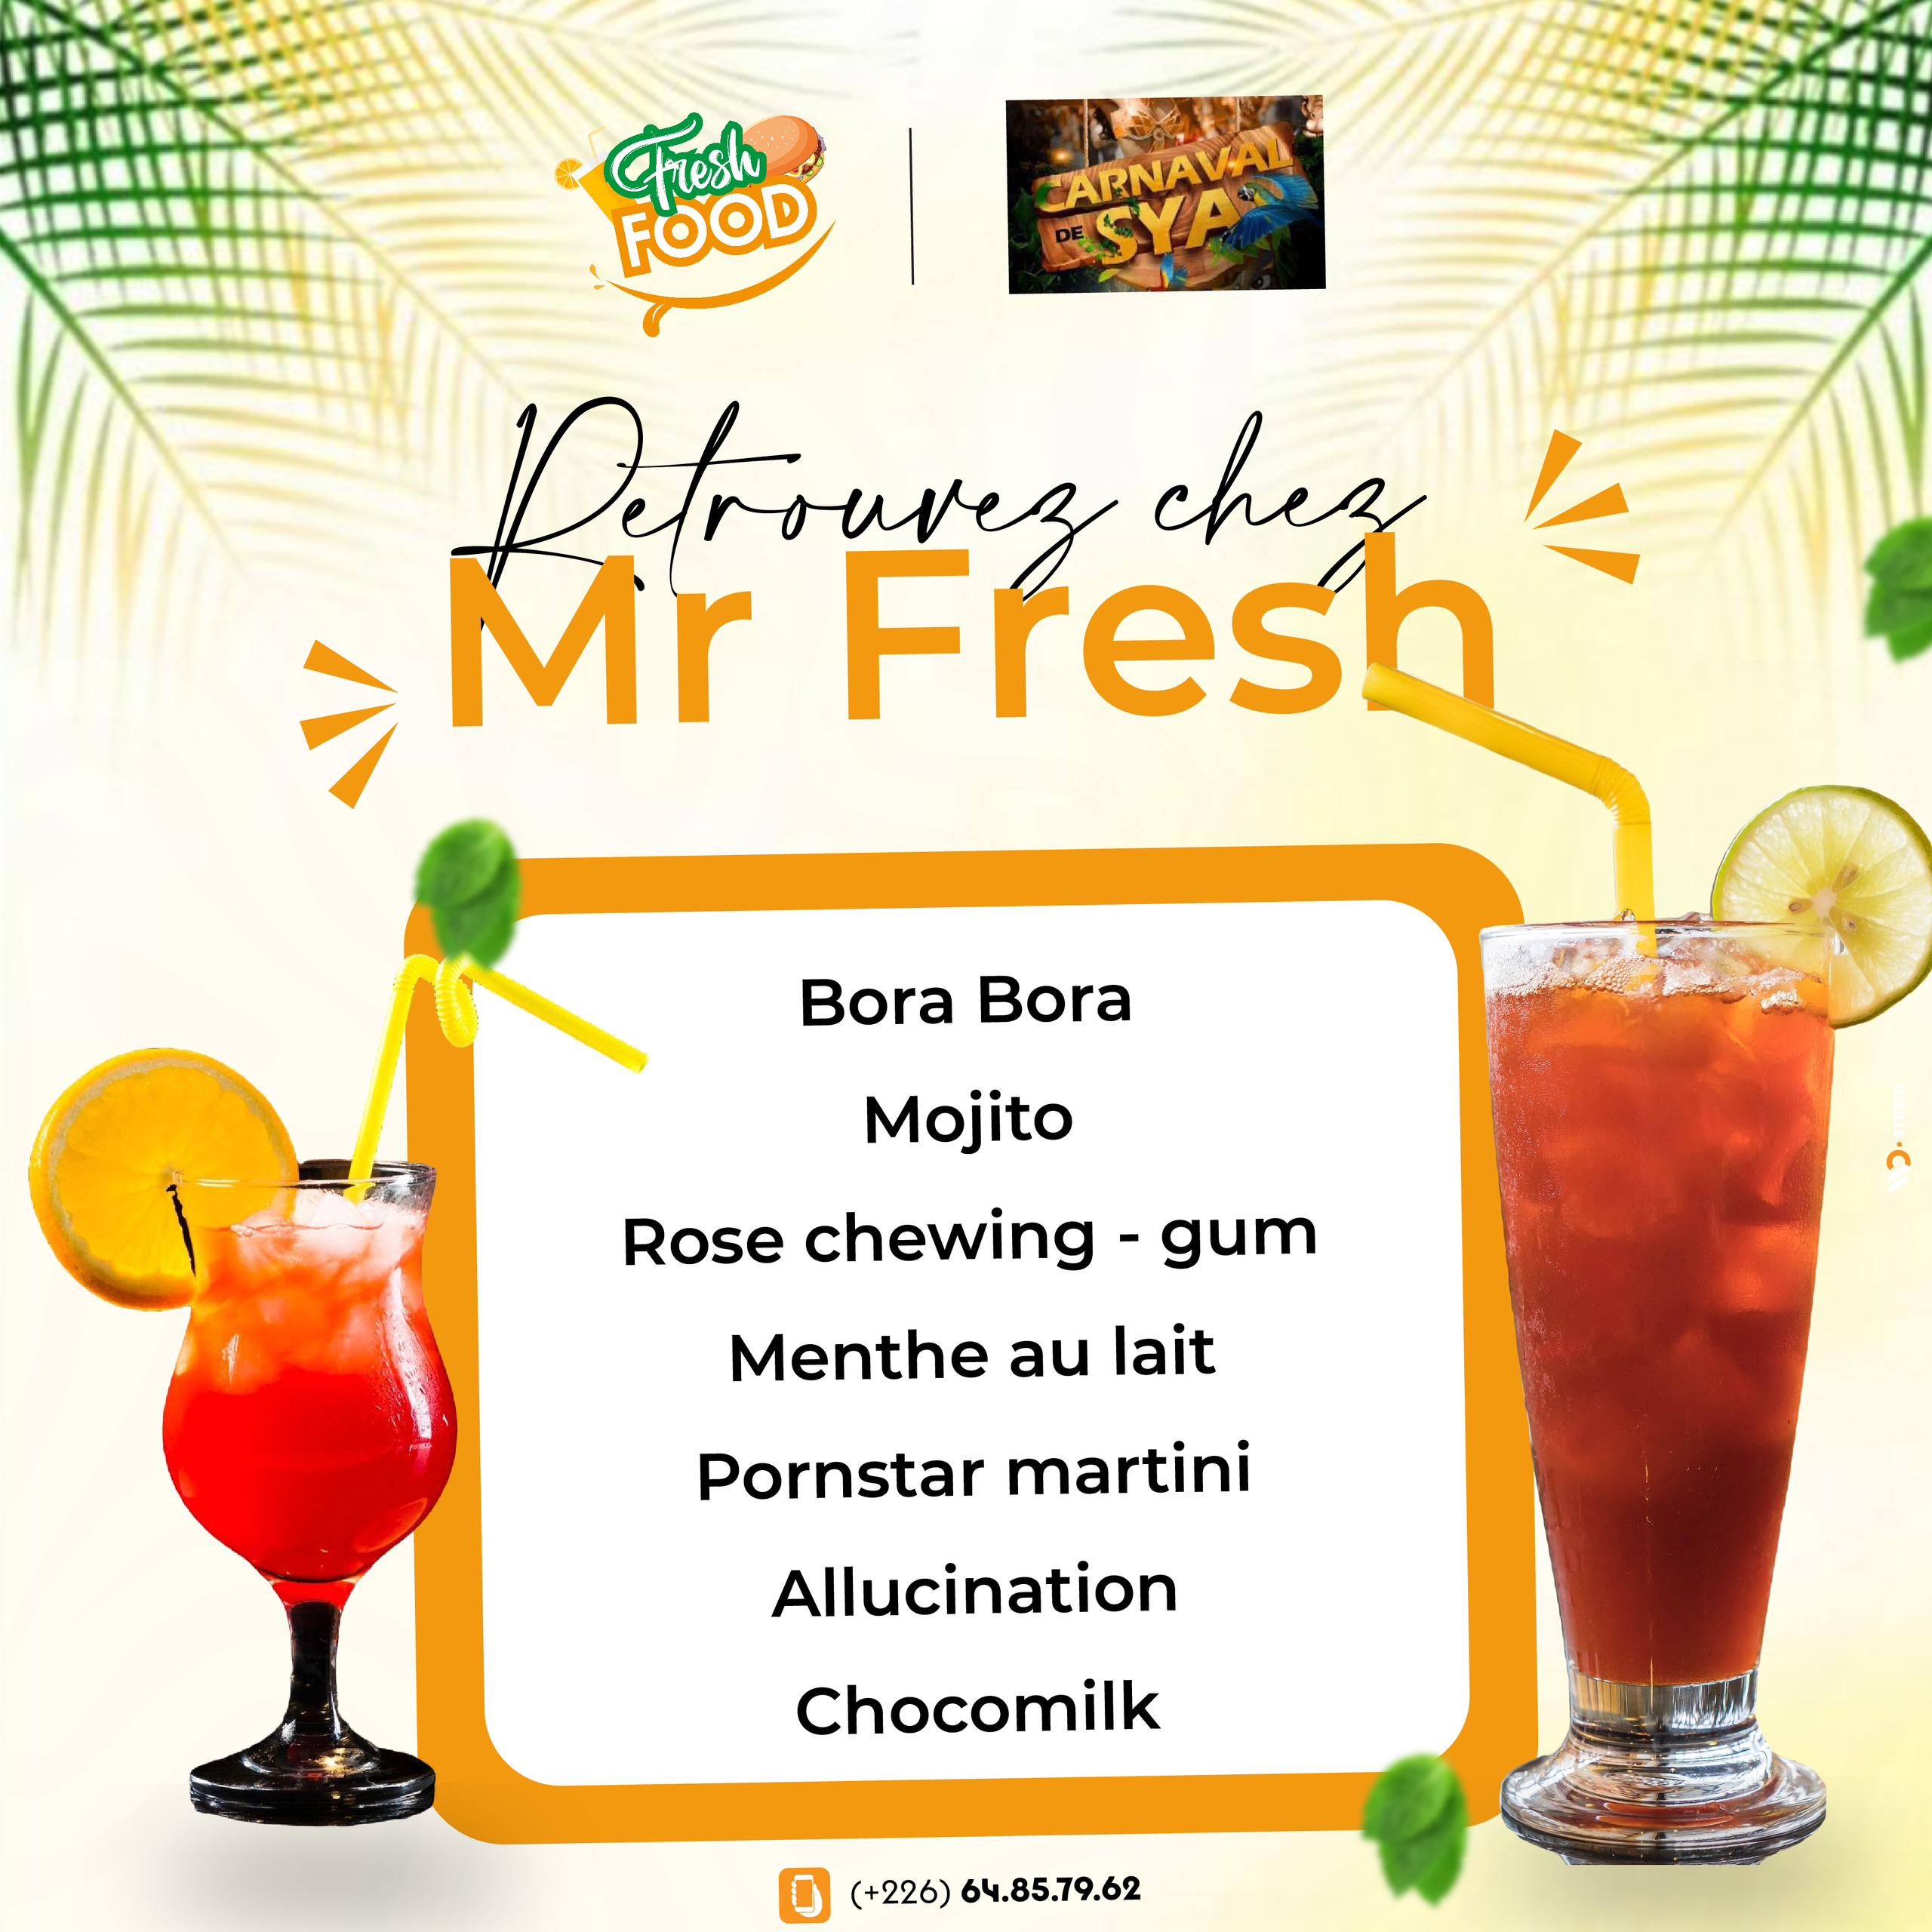 Fresh
FOOD
CARNAVAL
DE SYA
Retrouvez chez
Mr Fresh
Bora Bora
Mojito
Rose chewing - gum
Menthe au lait
Pornstar martini
Allucination
Chocomilk
(+226) 64.85.79.62